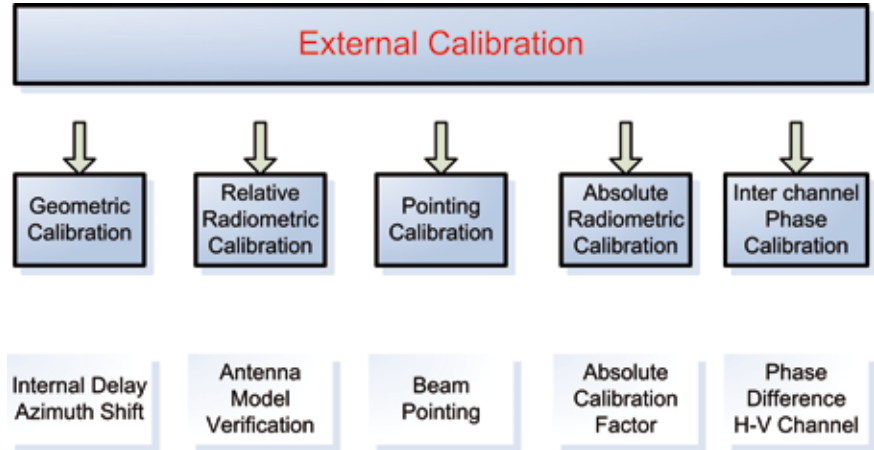 External Calibration
Geometric
Calibration
Relative
Radiometric
Calibration
Pointing
Calibration
Absolute
Radiometric
Calibration
Inter channel
Phase
Calibration
Internal Delay
Azimuth Shift
Antenna
Model
Verification
Beam
Pointing
Absolute
Calibration
Factor
Phase
Difference
H-V Channel